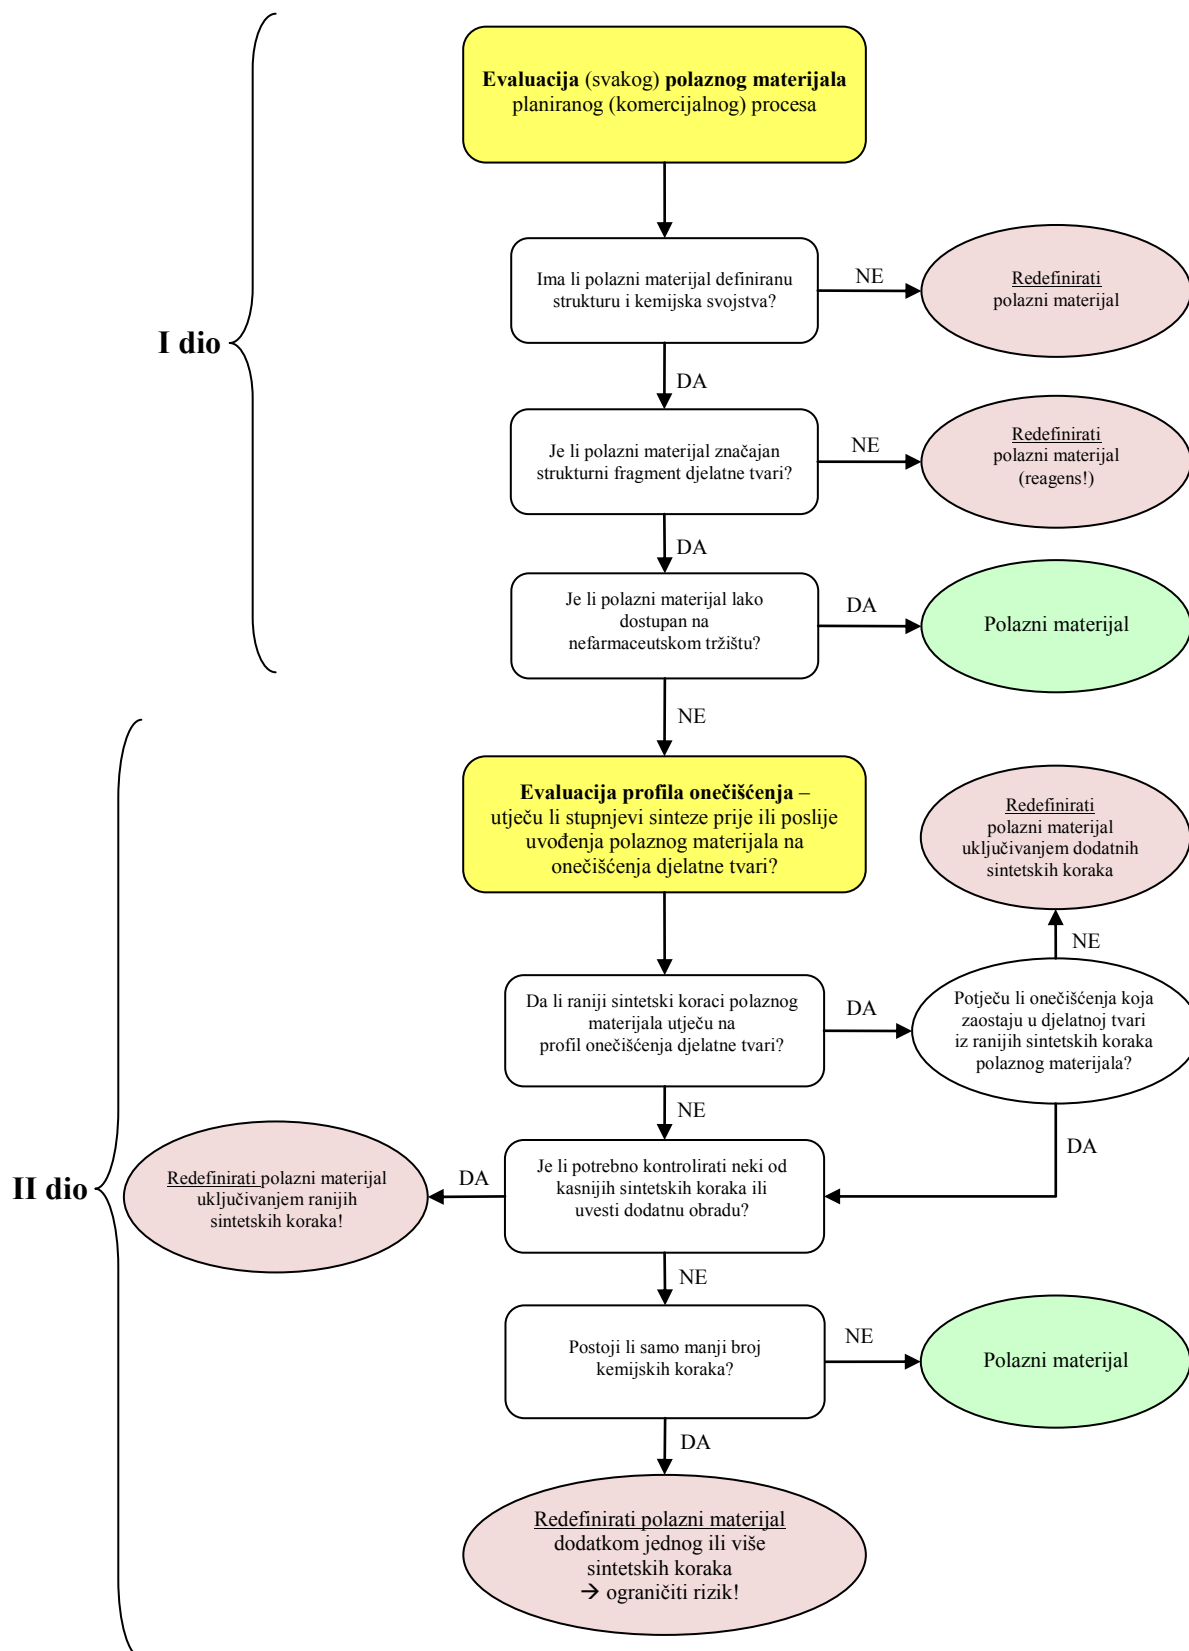 Evaluacija (svakog) polaznog materijala
planiranog (komercijalnog) procesa
Ima li polazni materijal definiranu
strukturu i kemijska svojstva?
NE
Redefinirati
polazni materijal
I dio
DA
Je li polazni materijal značajan
strukturni fragment djelatne tvari?
NE
Redefinirati
polazni materijal
(reagens!)
DA
Je li polazni materijal lako
dostupan na
nefarmaceutskom tržištu?
DA
Polazni materijal
NE
Evaluacija profila onečišćenja –
utječu li stupnjevi sinteze prije ili poslije
uvođenja polaznog materijala na
onečišćenja djelatne tvari?
Redefinirati
polazni materijal
uključivanjem dodatnih
sintetskih koraka
NE
Da li raniji sintetski koraci polaznog
materijala utječu na
profil onečišćenja djelatne tvari?
DA
Potječu li onečišćenja koja
zaostaju u djelatnoj tvari
iz ranijih sintetskih koraka
polaznog materijala?
NE
DA
II dio
Je li potrebno kontrolirati neki od
kasnijih sintetskih koraka ili
uvesti dodatnu obradu?
DA
Redefinirati polazni materijal
uključivanjem ranijih
sintetskih koraka!
NE
Postoji li samo manji broj
kemijskih koraka?
NE
Polazni materijal
DA
Redefinirati polazni materijal
dodatkom jednog ili više
sintetskih koraka
→ ograničiti rizik!